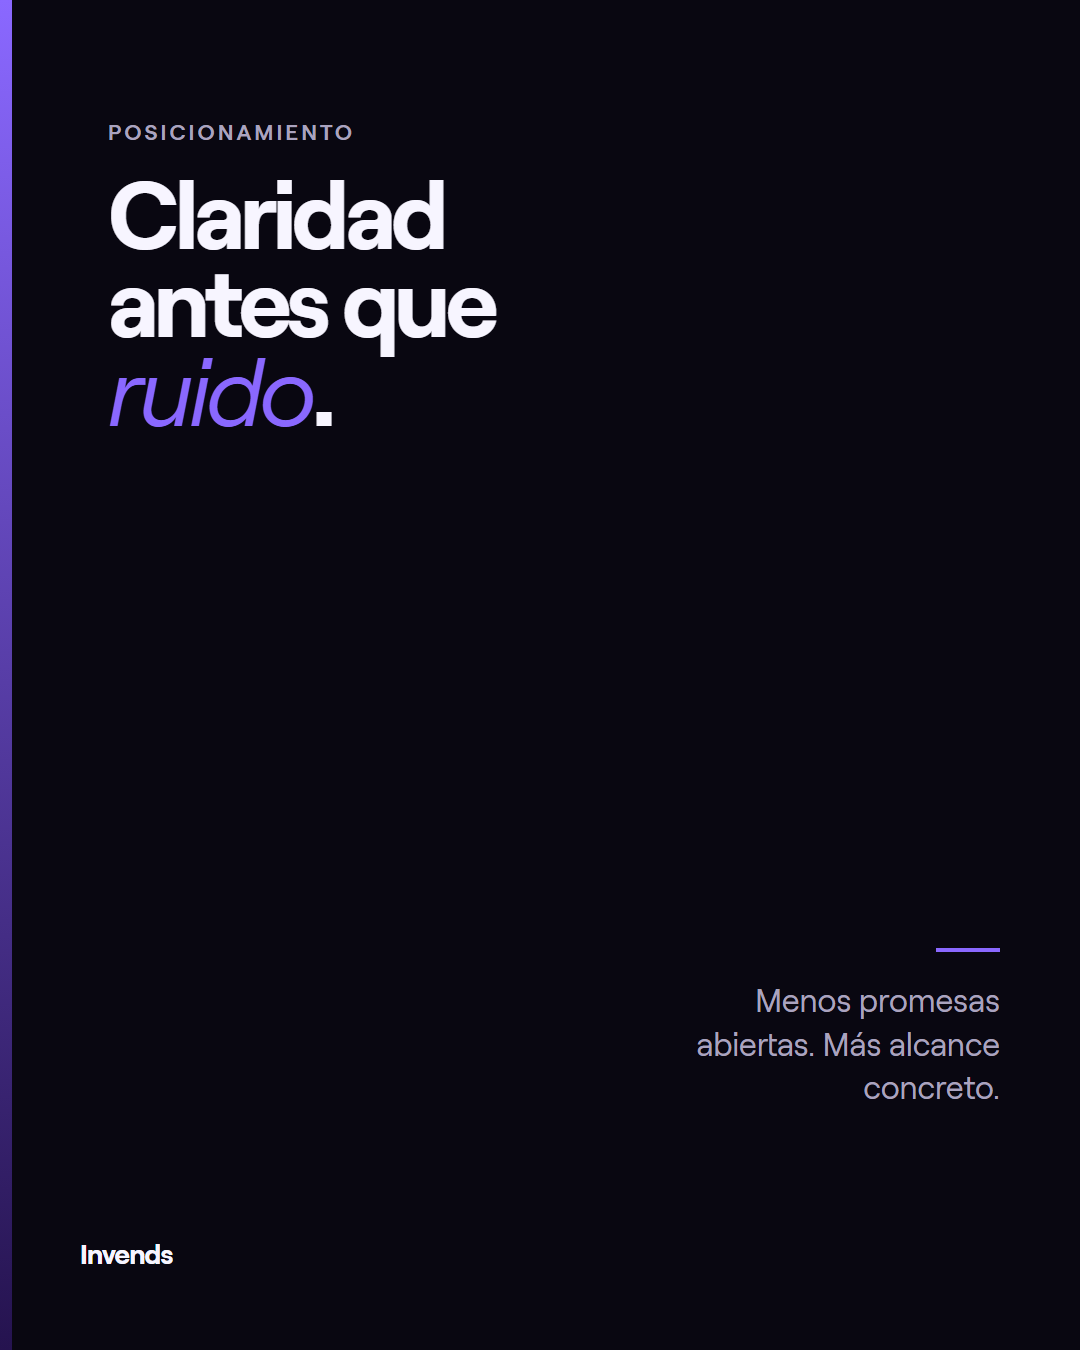 POSICIONAMIENTO
Claridad
antes que
ruido.
Menos promesas
abiertas. Más alcance
concreto.
Invends